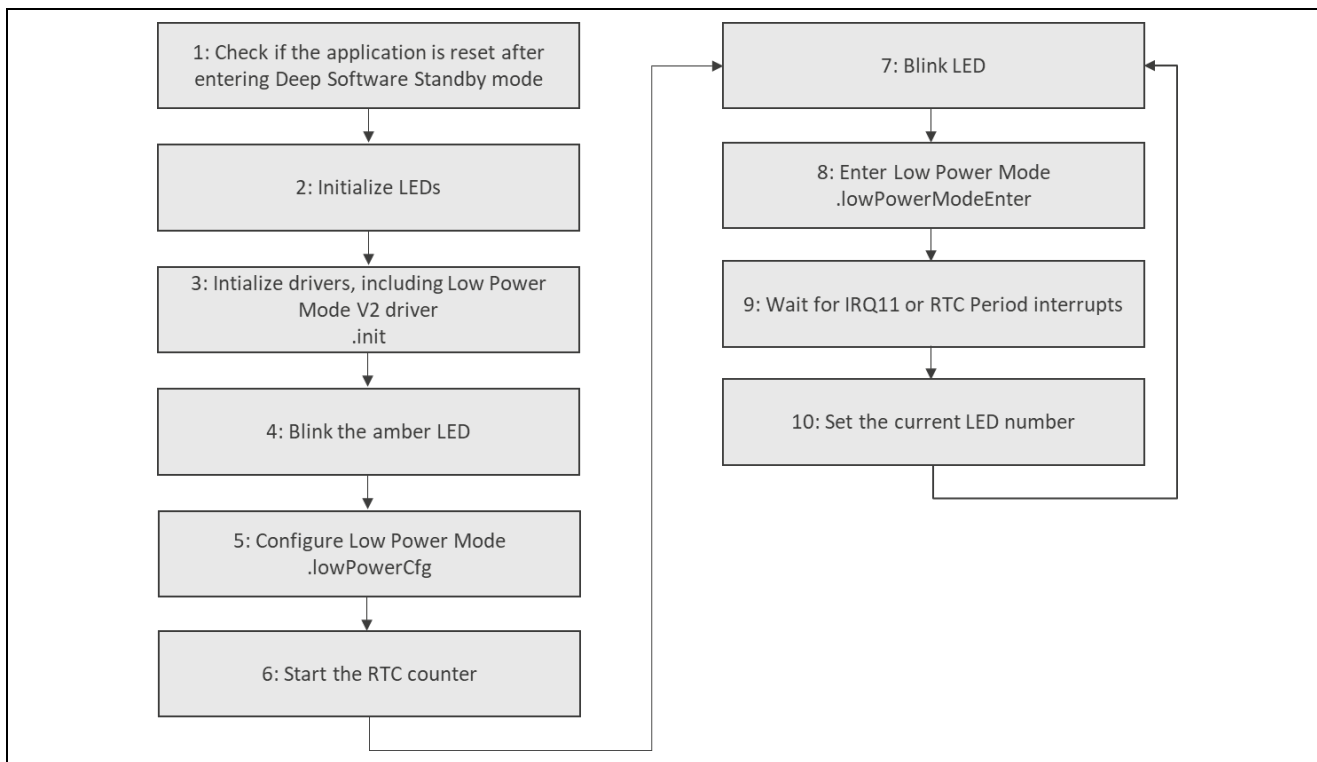 1: Check if the application is reset after
entering Deep Software Standby mode
2: Initialize LEDs
3: Intialize drivers, including Low Power
Mode V2 driver
.init
4: Blink the amber LED
5: Configure Low Power Mode
.lowPowerCfg
6: Start the RTC counter
7: Blink LED
8: Enter Low Power Mode
.lowPowerModeEnter
9: Wait for IRQ11 or RTC Period interrupts
10: Set the current LED number